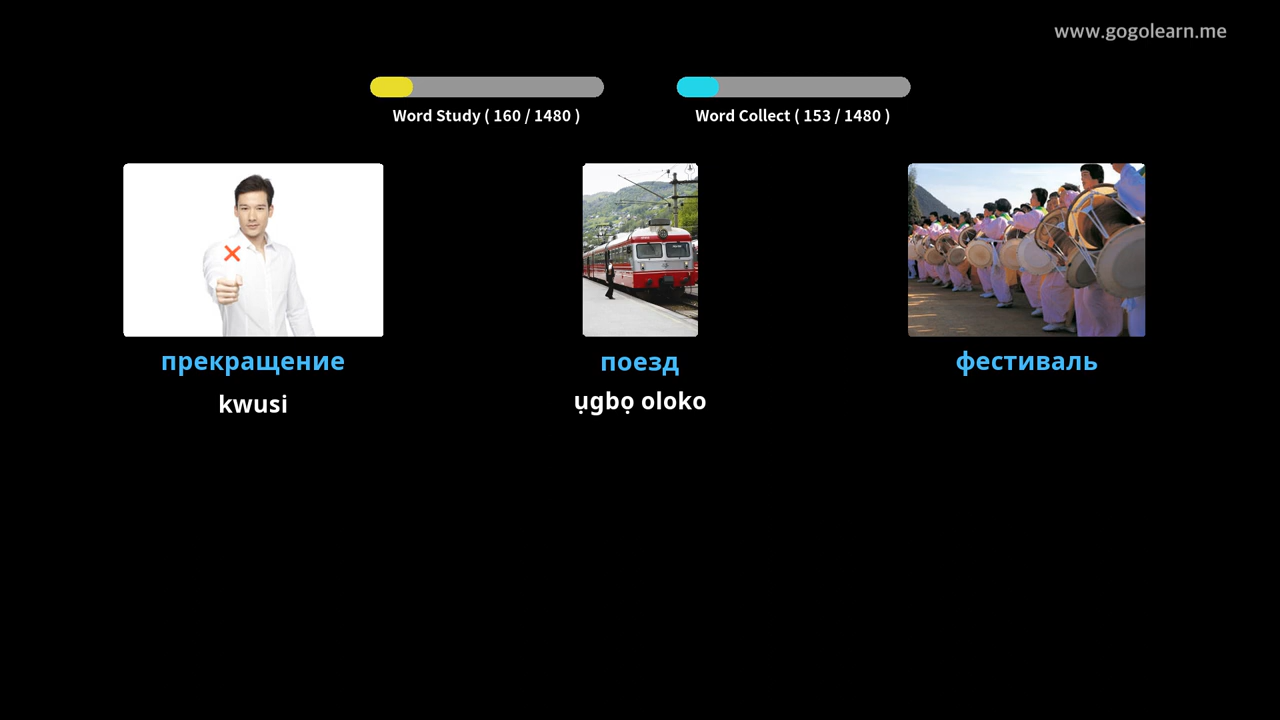 www.gogolearn.me
Word Study ( 160 / 1480 )
Word Collect ( 153 / 1480 )
прекращение
поезд
фестиваль
kwusi
ụgbọ oloko